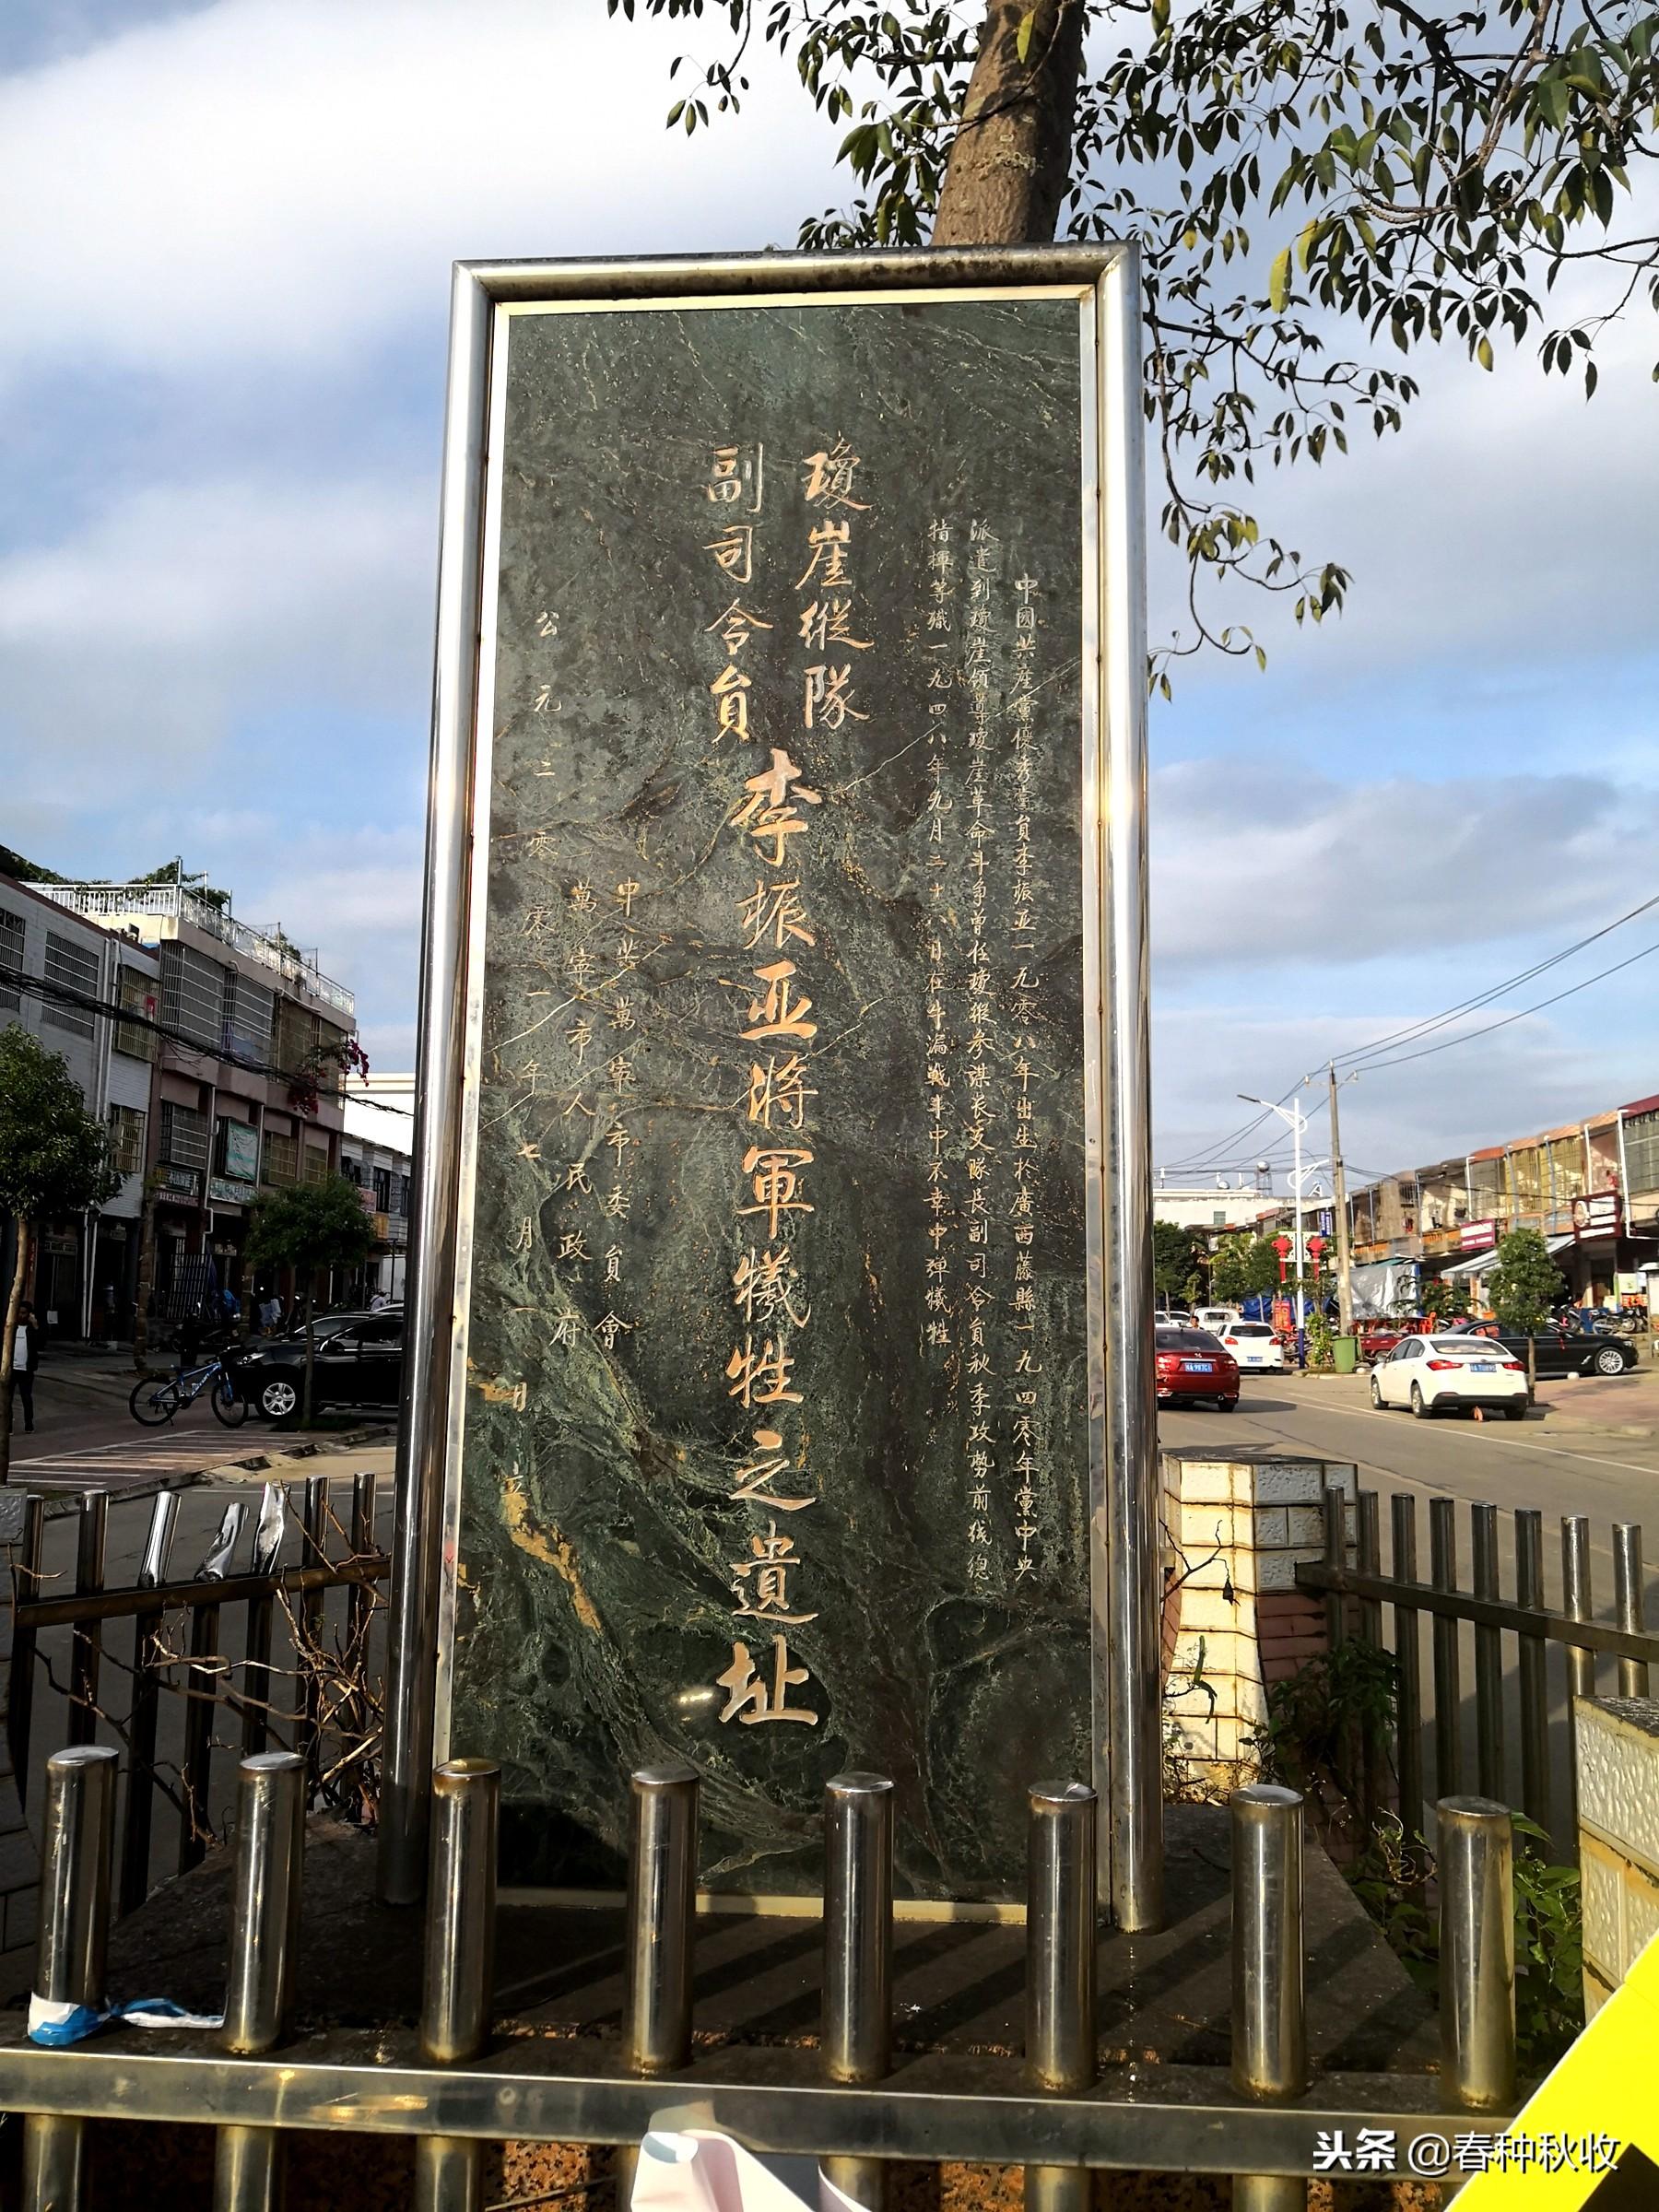 中國共產黨優秀黨員李振亚一九零八年出生於廣西藤縣一九四零年黨中央
派遣到瓊崖領導瓊崖革命斗争曾任瓊縱參謀長支隊長副司令員秋季攻勢前线總
指揮等職一九四八年九月二十八日在牛漏戰斗中不幸中弹犧牲
瓊崖縱隊
副司令員
李振亚將軍犧牲之遺址
中共萬寧市委員會
萬寧市人民政府
公元二零零一年七月一日立
头条 @春种秋收